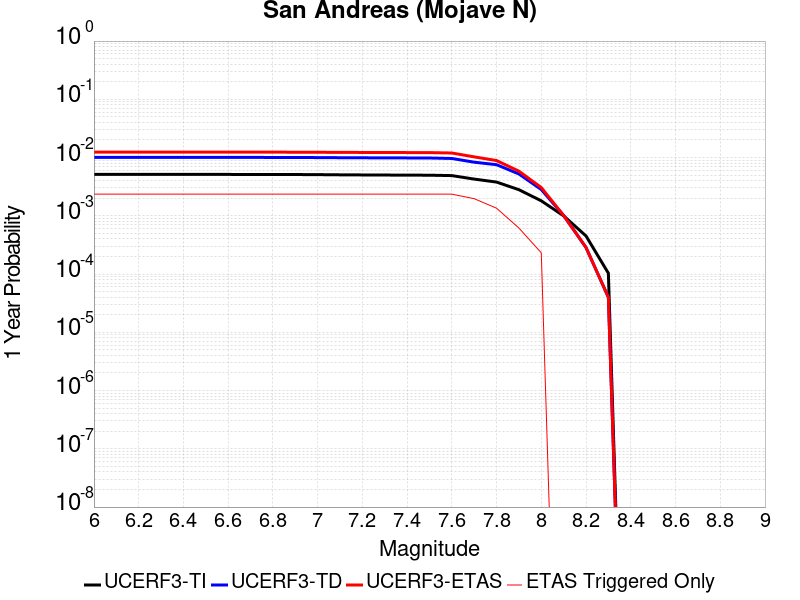 San Andreas (Mojave N)
10^0
10^-1
10^-2
10^-3
10^-4
10^-5
10^-6
10^-7
10^-8
1 Year Probability
6 6.2 6.4 6.6 6.8 7 7.2 7.4 7.6 7.8 8 8.2 8.4 8.6 8.8 9
Magnitude
UCERF3-TI UCERF3-TD UCERF3-ETAS ETAS Triggered Only